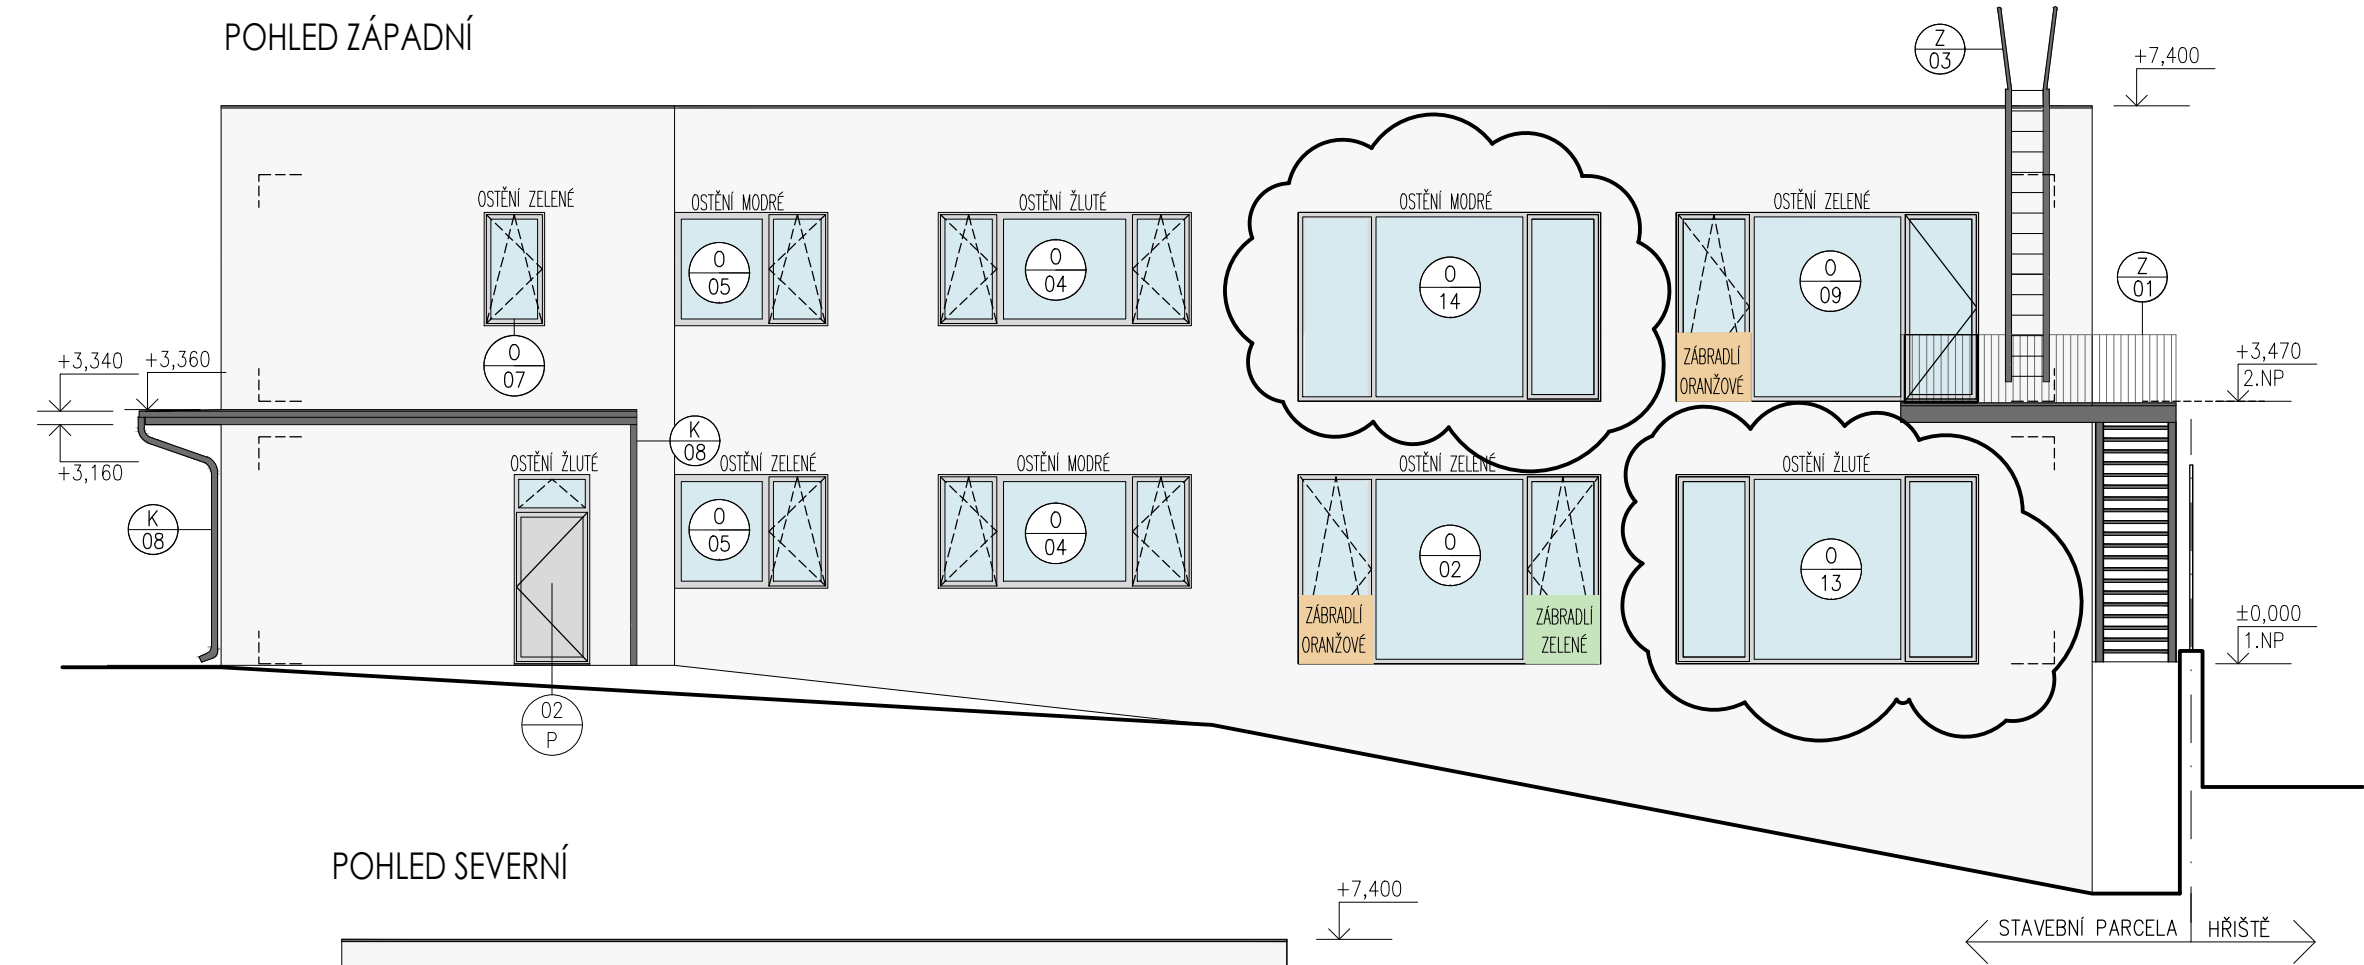 POHLED ZÁPADNÍ
Z
03
+7,400
OSTĚNÍ ZELENÉ
OSTĚNÍ MODRÉ
OSTĚNÍ ŽLUTÉ
OSTĚNÍ MODRÉ
OSTĚNÍ ZELENÉ
O
05
O
04
O
14
O
09
Z
01
O
07
ZÁBRADLÍ
ORANŽOVÉ
+3,340
+3,360
+3,470
2.NP
+3,160
K
08
K
08
OSTĚNÍ ŽLUTÉ
OSTĚNÍ ZELENÉ
OSTĚNÍ MODRÉ
OSTĚNÍ ZELENÉ
OSTĚNÍ ŽLUTÉ
O
05
O
04
O
02
O
13
ZÁBRADLÍ
ORANŽOVÉ
ZÁBRADLÍ
ZELENÉ
±0,000
1.NP
02
P
POHLED SEVERNÍ
+7,400
STAVEBNÍ PARCELA
HŘIŠTĚ